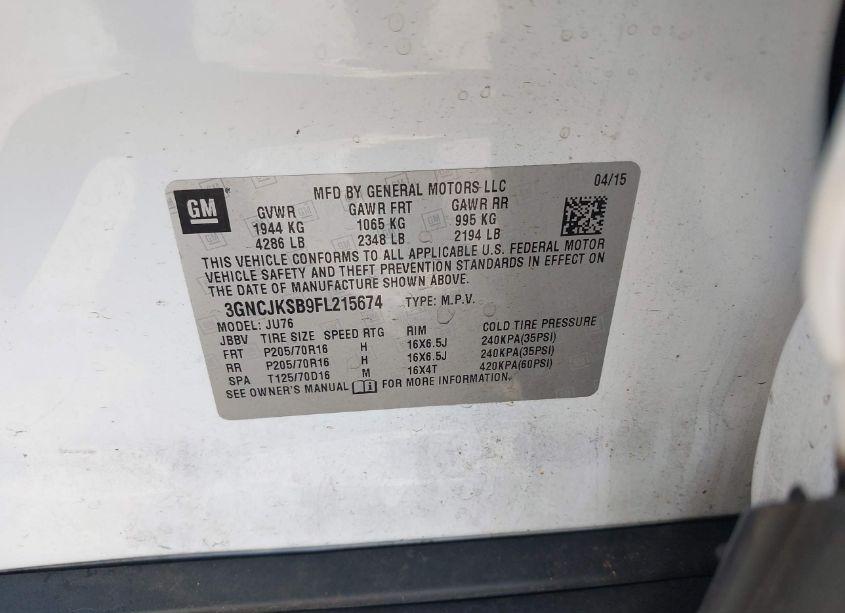 GM
MFD BY GENERAL MOTORS LLC 04/15
GVWR GAWR FRT GAWR RR
1944 KG 1065 KG 995 KG
4286 LB 2348 LB 2194 LB
THIS VEHICLE CONFORMS TO ALL APPLICABLE U.S. FEDERAL MOTOR
VEHICLE SAFETY AND THEFT PREVENTION STANDARDS IN EFFECT ON
THE DATE OF MANUFACTURE SHOWN ABOVE.
3GNCJKSB9FL215674 TYPE: M.P.V.
MODEL: JU76
JBBV TIRE SIZE SPEED RTG RIM COLD TIRE PRESSURE
FRT P205/70R16 H 16X6.5J 240KPA(35PSI)
RR P205/70R16 H 16X6.5J 240KPA(35PSI)
SPA T125/70D16 M 16X4T 420KPA(60PSI)
SEE OWNER'S MANUAL FOR MORE INFORMATION.